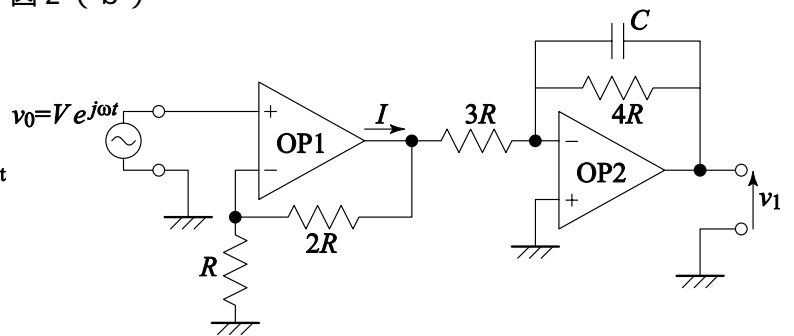 図2 ( b )
v0=Ve^jωt
t
+
−
OP1
I
2R
R
3R
C
4R
−
+
OP2
v1